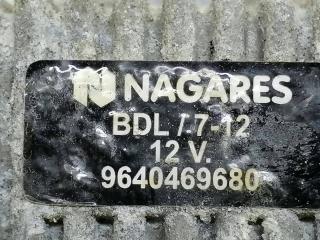 NAGARES
BDL / 7-12
12 V.
9640469680